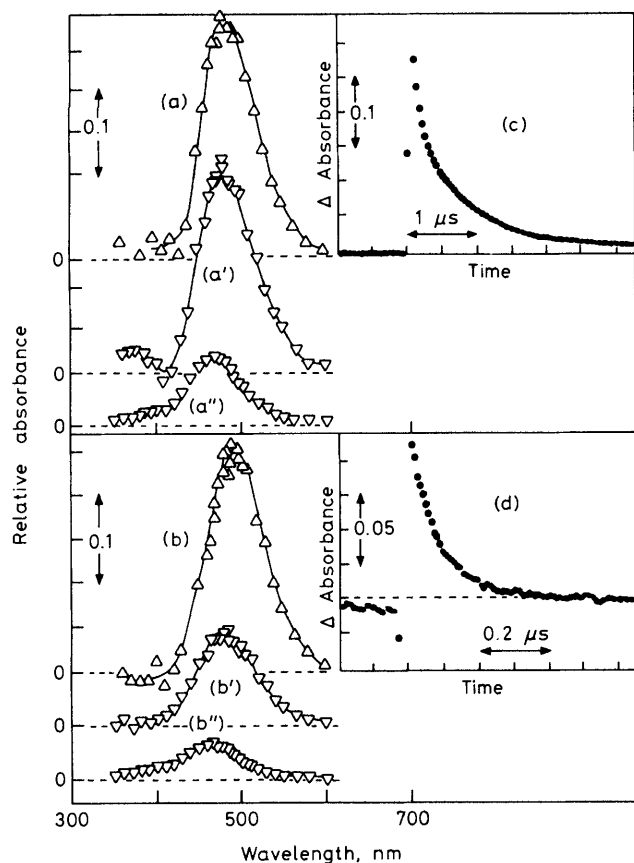 (a)
0.1
0
(a')
0
(a'')
0
(c)
Δ Absorbance
0.1
1 μs
Time
Relative absorbance
(b)
0.1
0
(b')
0
(b'')
0
(d)
Δ Absorbance
0.05
0.2 μs
Time
300
500
700
Wavelength, nm